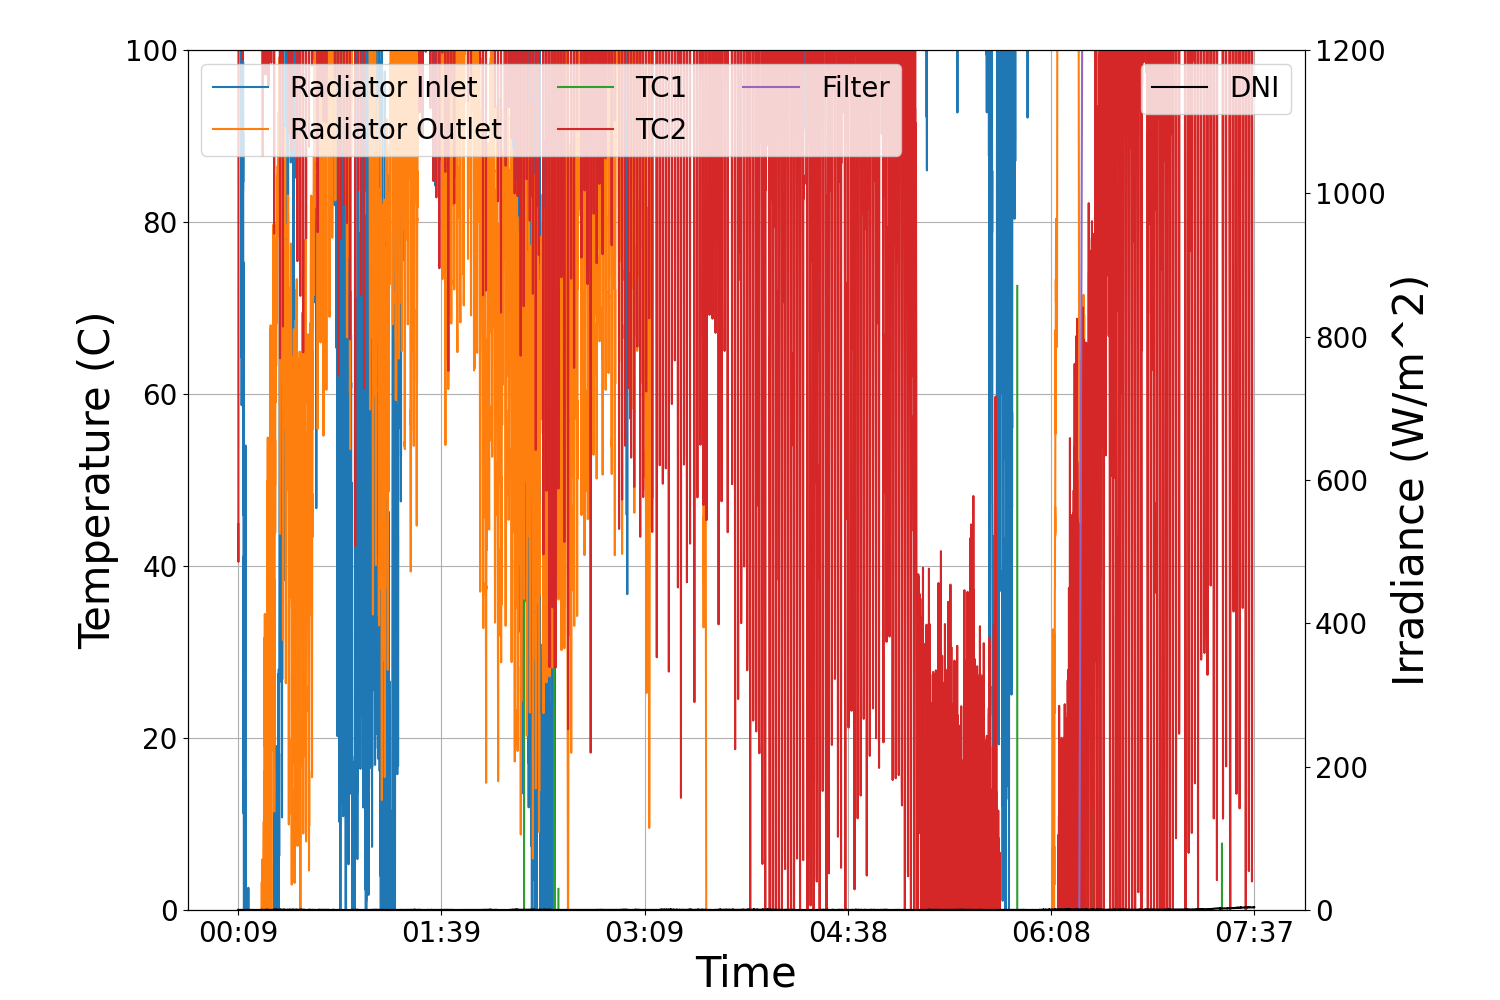 100
80
60
40
20
0
Temperature (C)
Radiator Inlet
Radiator Outlet
TC1
TC2
Filter
DNI
1200
1000
800
600
400
200
0
Irradiance (W/m^2)
00:09 01:39 03:09 04:38 06:08 07:37
Time